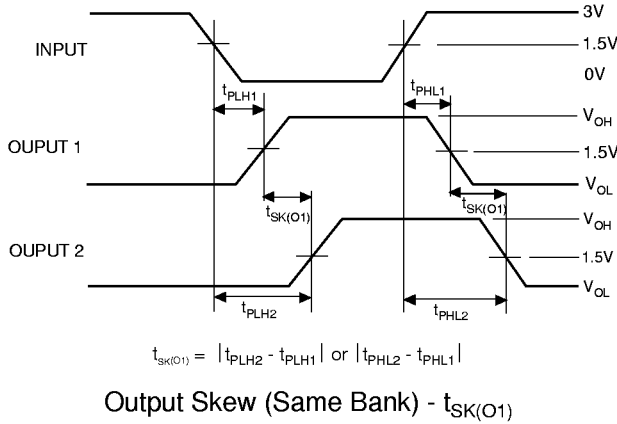 3V
INPUT
1.5V
0V
tPLH1
tPHL1
VOH
OUPUT 1
1.5V
VOL
tSK(O1)
tSK(O1)
VOH
OUPUT 2
1.5V
VOL
tPLH2
tPHL2
tSK(O1) = |tPLH2 - tPLH1| or |tPHL2 - tPHL1|
Output Skew (Same Bank) - tSK(O1)